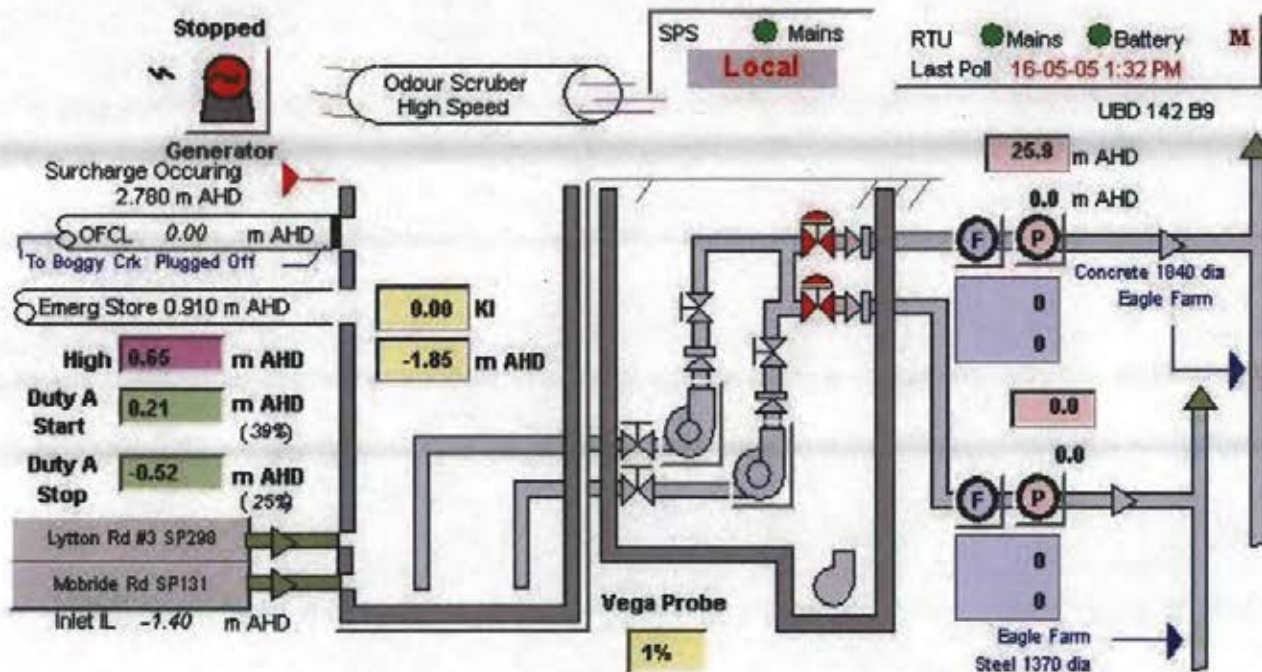 Stopped
Generator
Odour Scruber
High Speed
SPS Mains
Local
RTU Mains Battery M
Last Poll 16-05-05 1:32 PM
UBD 142 B9
Surcharge Occuring
2.780 m AHD
OFCL 0.00 m AHD
To Boggy Crk Plugged Off
Emerg Store 0.910 m AHD
High 0.65 m AHD
Duty A
Start 0.21 m AHD
(39%)
Duty A
Stop -0.52 m AHD
(25%)
Lytton Rd #3 SP298
Mcbride Rd SP131
Inlet IL -1.40 m AHD
0.00 Kl
-1.85 m AHD
Vega Probe
1%
25.9 m AHD
0.0 m AHD
F P
0
0
Concrete 1840 dia
Eagle Farm
0.0
0.0
F P
0
0
Eagle Farm
Steel 1370 dia